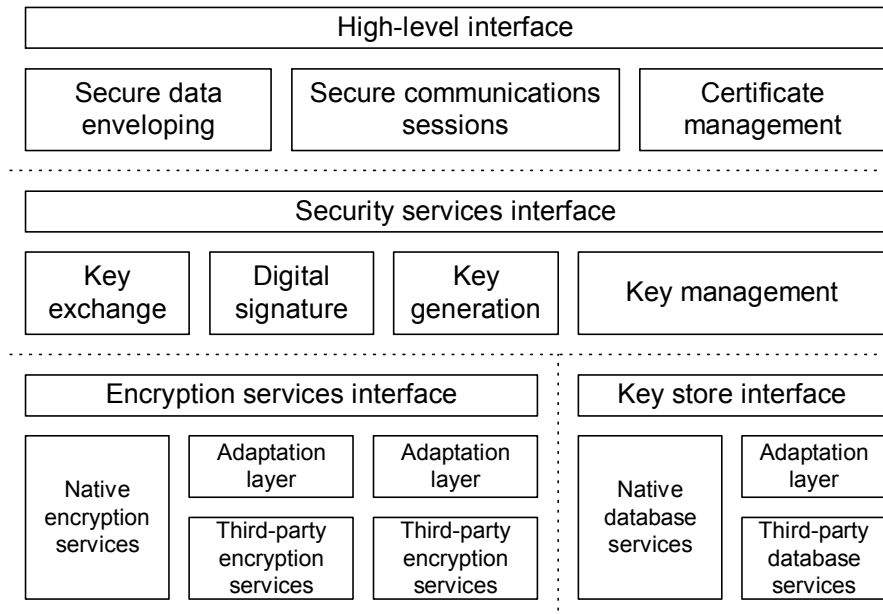 High-level interface
Secure data
enveloping
Secure communications
sessions
Certificate
management
Security services interface
Key
exchange
Digital
signature
Key
generation
Key management
Encryption services interface
Key store interface
Native
encryption
services
Adaptation
layer
Third-party
encryption
services
Adaptation
layer
Third-party
encryption
services
Native
database
services
Adaptation
layer
Third-party
database
services